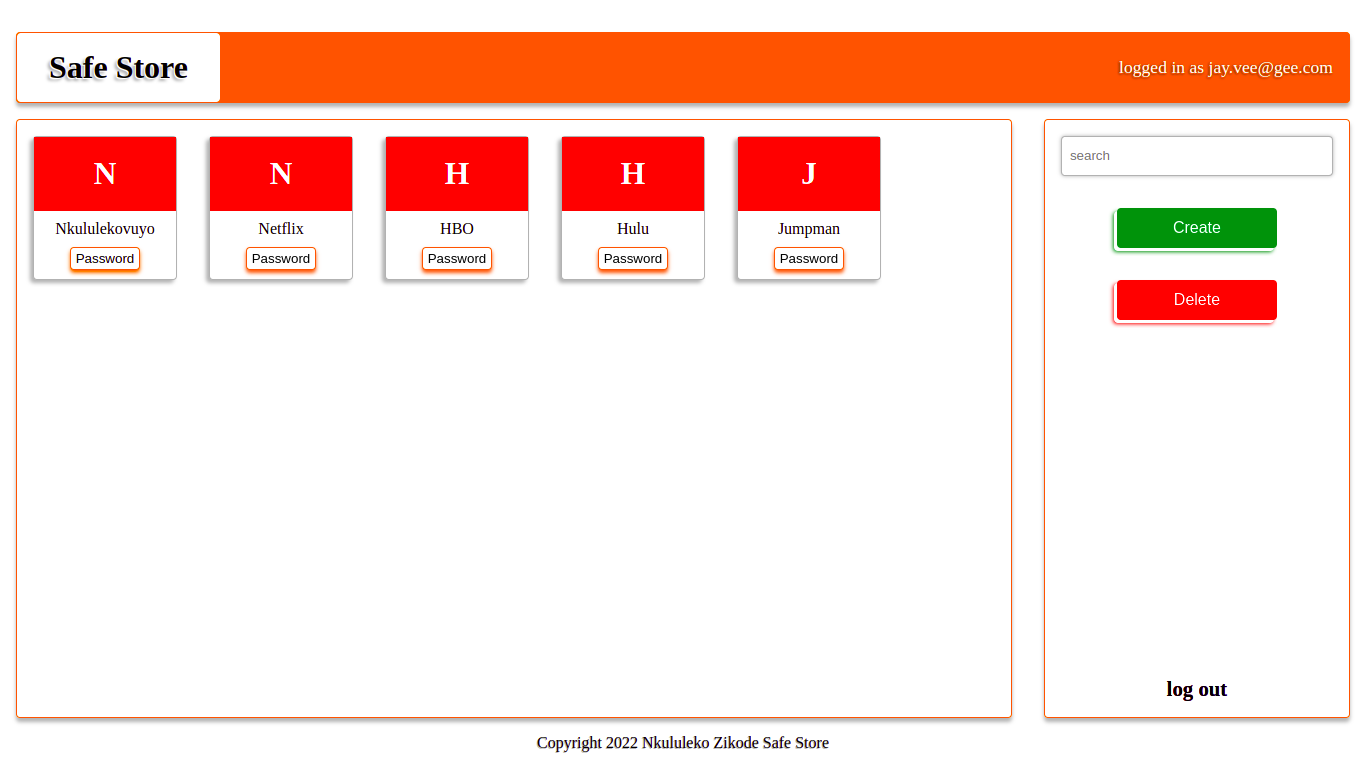 Safe Store
logged in as jay.vee@gee.com
N
N
H
H
J
Nkululekovuyo
Netflix
HBO
Hulu
Jumpman
Password
Password
Password
Password
Password
search
Create
Delete
log out
Copyright 2022 Nkululeko Zikode Safe Store